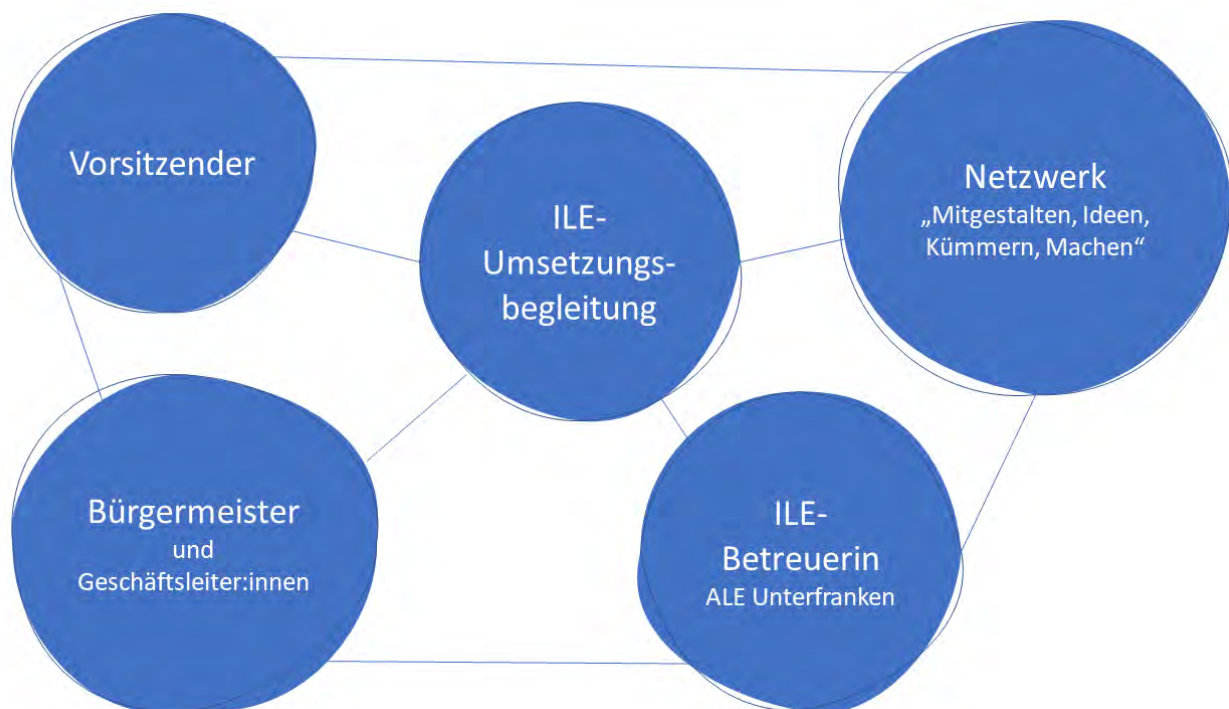 Vorsitzender
ILE-
Umsetzungs-
begleitung
Netzwerk
„Mitgestalten, Ideen,
Kümmern, Machen“
Bürgermeister
und
Geschäftsleiter:innen
ILE-
Betreuerin
ALE Unterfranken